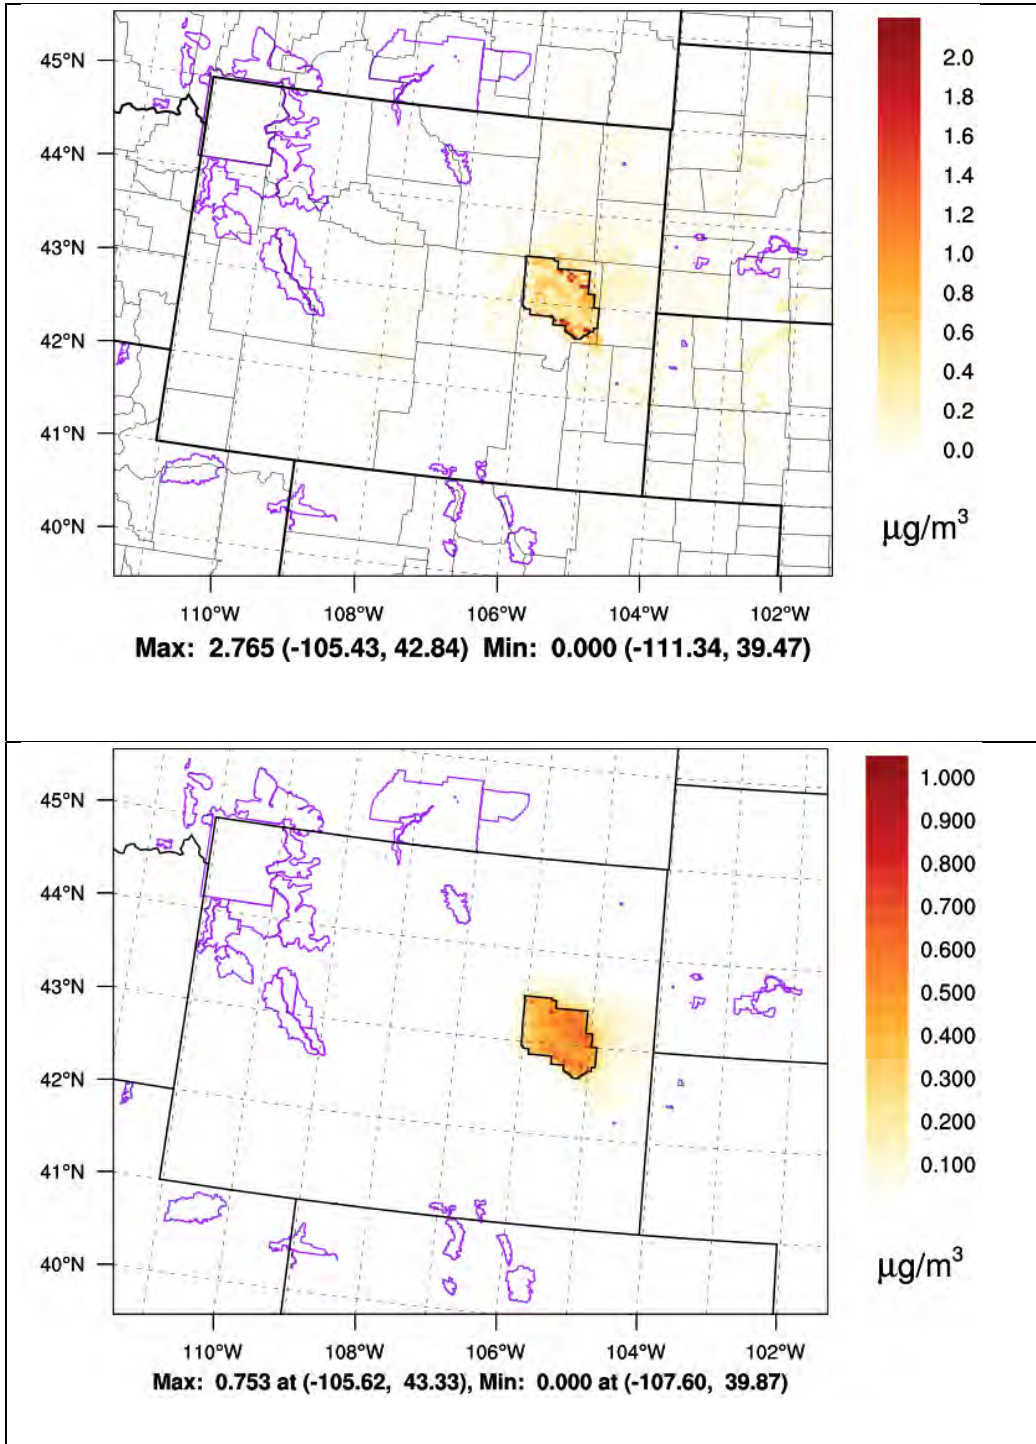 45°N
44°N
43°N
42°N
41°N
40°N
110°W 108°W 106°W 104°W 102°W
2.0
1.8
1.6
1.4
1.2
1.0
0.8
0.6
0.4
0.2
0.0
μg/m³
Max: 2.765 (-105.43, 42.84) Min: 0.000 (-111.34, 39.47)
45°N
44°N
43°N
42°N
41°N
40°N
110°W 108°W 106°W 104°W 102°W
1.000
0.900
0.800
0.700
0.600
0.500
0.400
0.300
0.200
0.100
μg/m³
Max: 0.753 at (-105.62, 43.33), Min: 0.000 at (-107.60, 39.87)